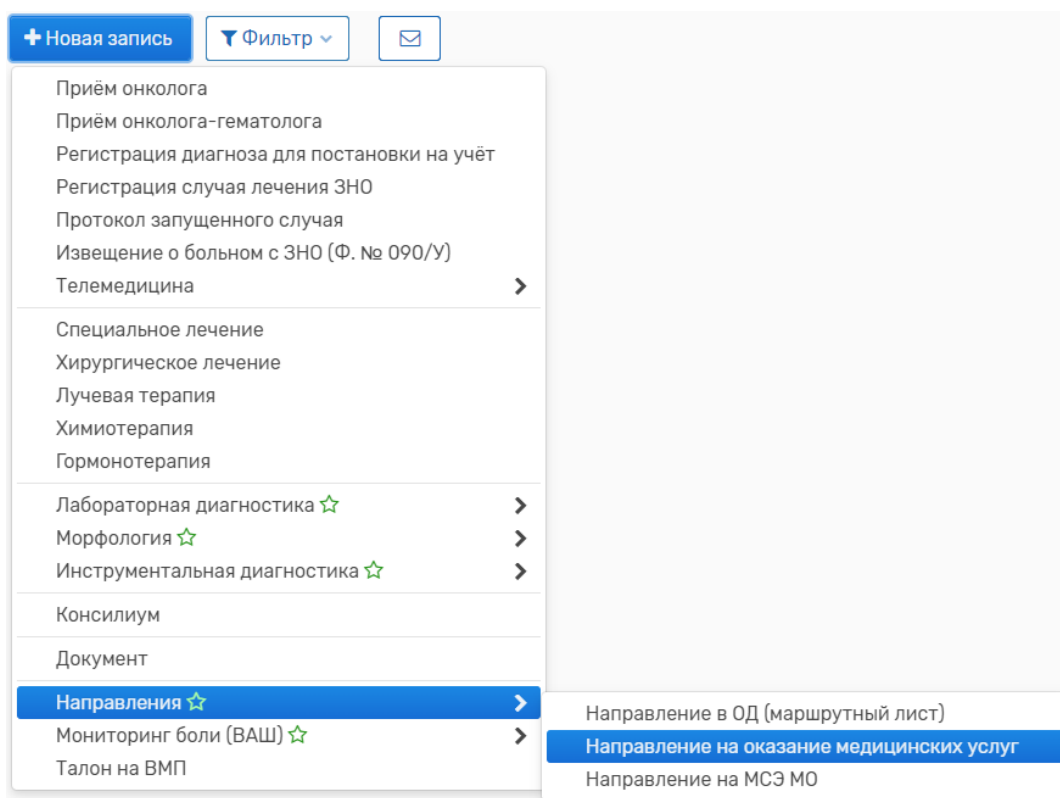 Новая запись
Фильтр
Приём онколога
Приём онколога-гематолога
Регистрация диагноза для постановки на учёт
Регистрация случая лечения ЗНО
Протокол запущенного случая
Извещение о больном с ЗНО (Ф. № 090/У)
Телемедицина
Специальное лечение
Хирургическое лечение
Лучевая терапия
Химиотерапия
Гормонотерапия
Лабораторная диагностика
Морфология
Инструментальная диагностика
Консилиум
Документ
Направления
Мониторинг боли (ВАШ)
Талон на ВМП
Направление в ОД (маршрутный лист)
Направление на оказание медицинских услуг
Направление на МСЭ МО